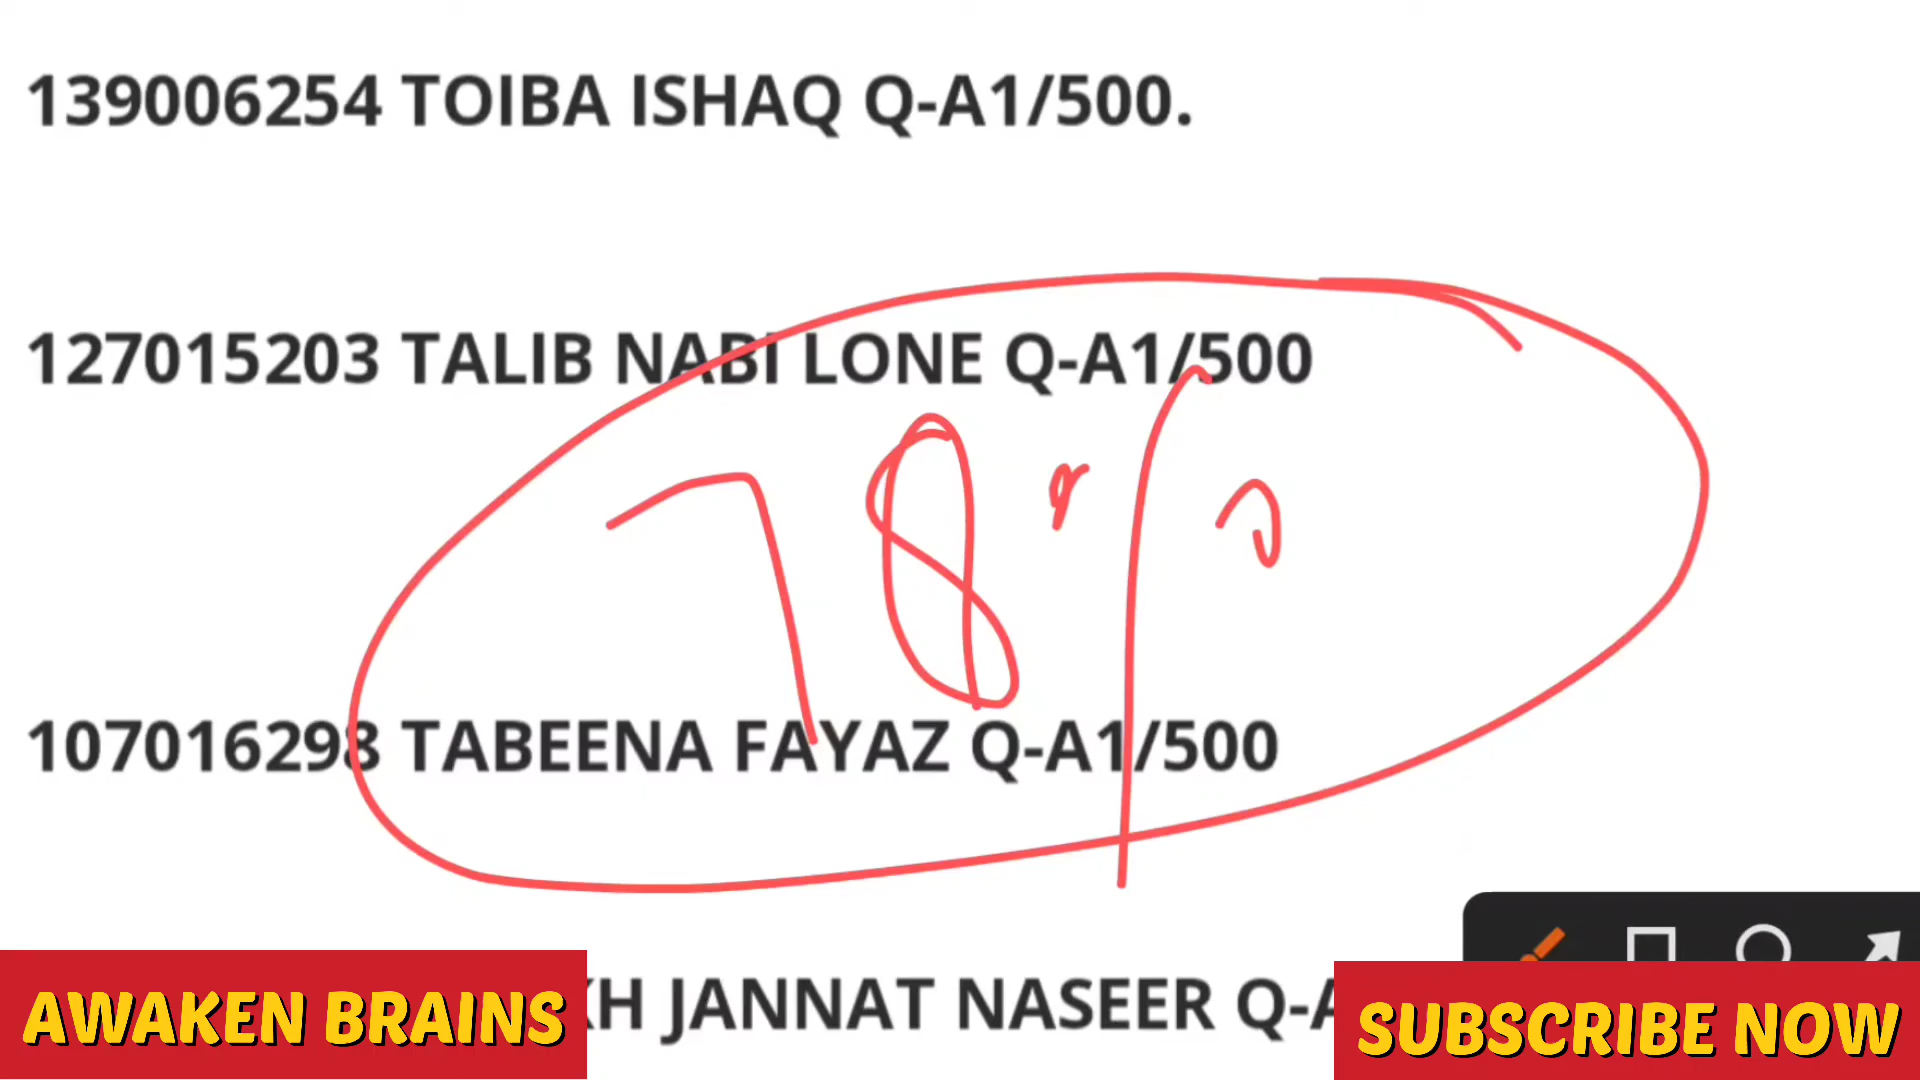 139006254 TOIBA ISHAQ Q-A1/500.
127015203 TALIB NABI LONE Q-A1/500
78%
107016298 TABEENA FAYAZ Q-A1/500
JANNAT NASEER
AWAKEN BRAINS
SUBSCRIBE NOW